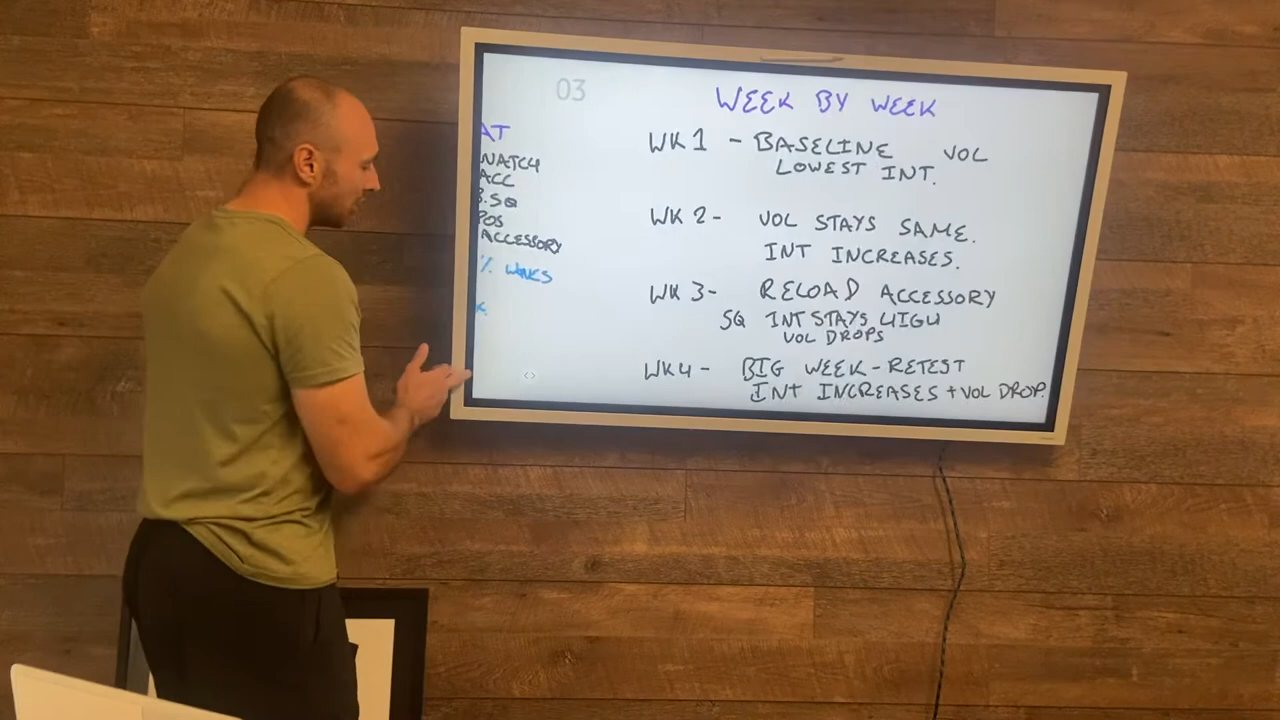 03
WEEK BY WEEK
AT
NATCH
ACC
B.SQ
POS
ACCESSORY
% WORKS
WK1 - BASELINE VOL
LOWEST INT.
WK 2- VOL STAYS SAME.
INT INCREASES.
WK 3- RELOAD ACCESSORY
SQ INT STAYS HIGH
VOL DROPS
WK4- BIG WEEK-RETEST
INT INCREASES + VOL DROP.